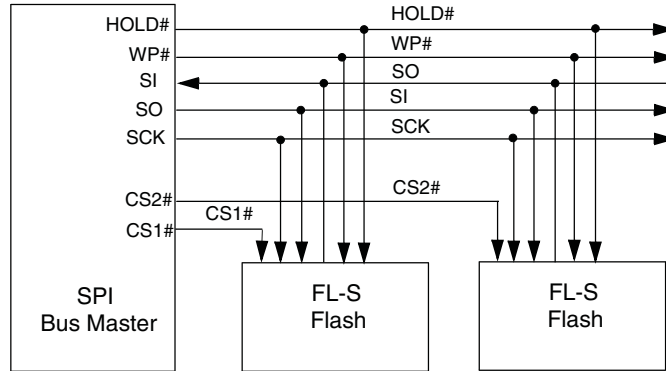 HOLD#
HOLD#
WP#
WP#
SI
SO
SO
SI
SCK
SCK
CS2#
CS2#
CS1#
CS1#
SPI
Bus Master
FL-S
Flash
FL-S
Flash